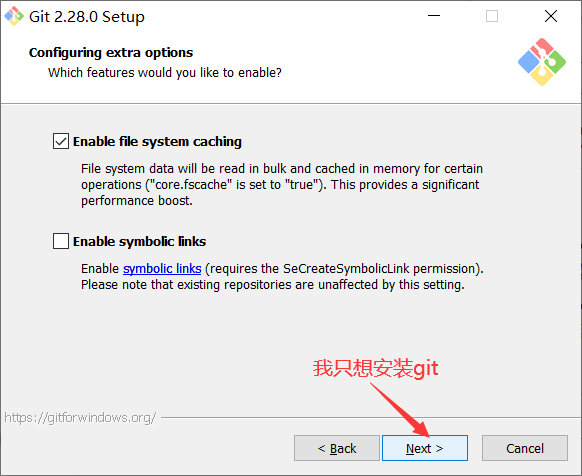 Git 2.28.0 Setup
Configuring extra options
Which features would you like to enable?
Enable file system caching
File system data will be read in bulk and cached in memory for certain
operations ("core.fscache" is set to "true"). This provides a significant
performance boost.
Enable symbolic links
Enable symbolic links (requires the SeCreateSymbolicLink permission).
Please note that existing repositories are unaffected by this setting.
我只想安装git
https://gitforwindows.org/
< Back
Next >
Cancel